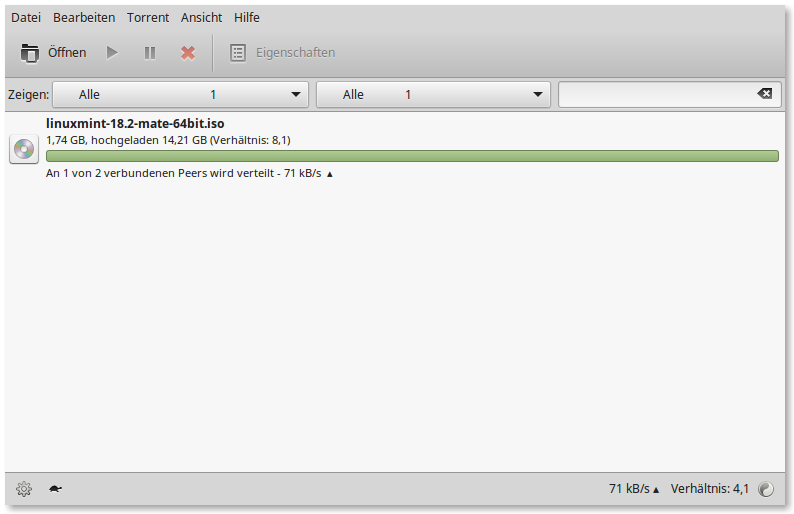 Datei Bearbeiten Torrent Ansicht Hilfe
Öffnen Eigenschaften
Zeigen: Alle 1 Alle 1
linuxmint-18.2-mate-64bit.iso
1,74 GB, hochgeladen 14,21 GB (Verhältnis: 8,1)
An 1 von 2 verbundenen Peers wird verteilt - 71 kB/s ▴
71 kB/s ▴ Verhältnis: 4,1